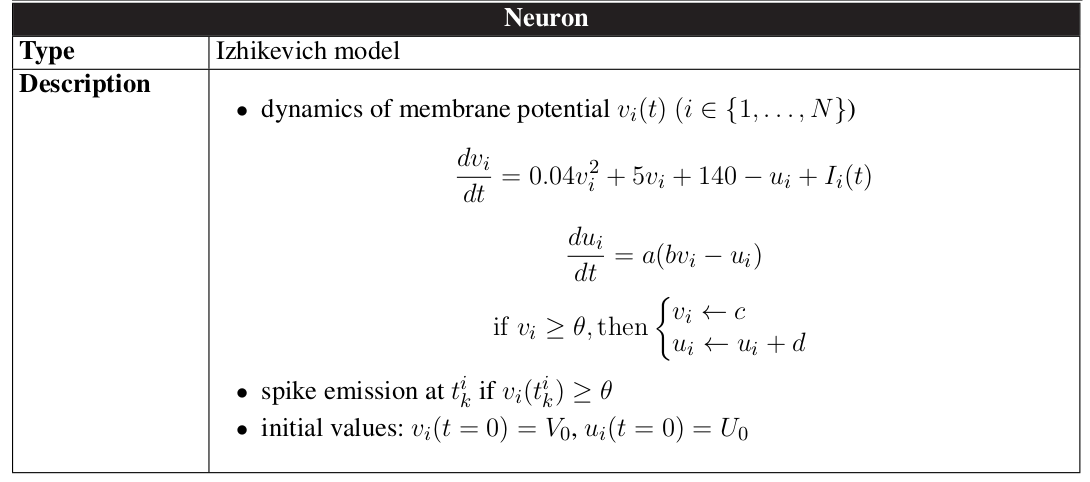 Neuron
Type Izhikevich model
Description
• dynamics of membrane potential $v_i(t)$ ($i \in \{1, \ldots, N\}$)
$\frac{dv_i}{dt} = 0.04v_i^2 + 5v_i + 140 - u_i + I_i(t)$
$\frac{du_i}{dt} = a(bv_i - u_i)$
$\text{if } v_i \geq \theta, \text{then} \begin{cases} v_i \leftarrow c \\ u_i \leftarrow u_i + d \end{cases}$
• spike emission at $t_k^i$ if $v_i(t_k^i) \geq \theta$
• initial values: $v_i(t = 0) = V_0$, $u_i(t = 0) = U_0$